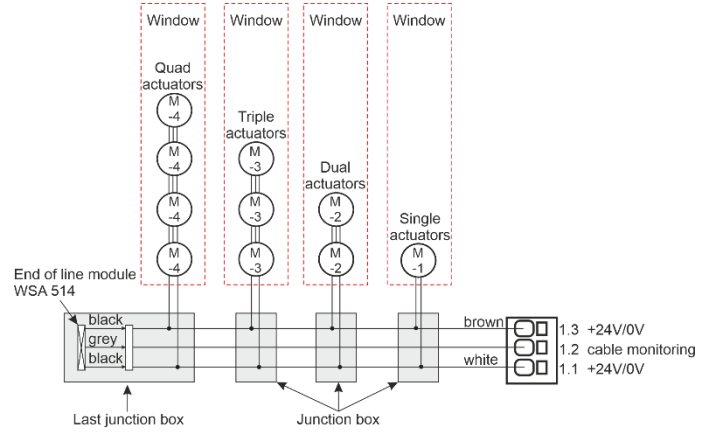 Window
Window
Window
Window
Quad
actuators
M
-4
M
-4
M
-4
M
-4
Triple
actuators
M
-3
M
-3
M
-3
Dual
actuators
M
-2
M
-2
Single
actuators
M
-1
End of line module
WSA 514
black
grey
black
brown
white
1.3 +24V/0V
1.2 cable monitoring
1.1 +24V/0V
Last junction box
Junction box